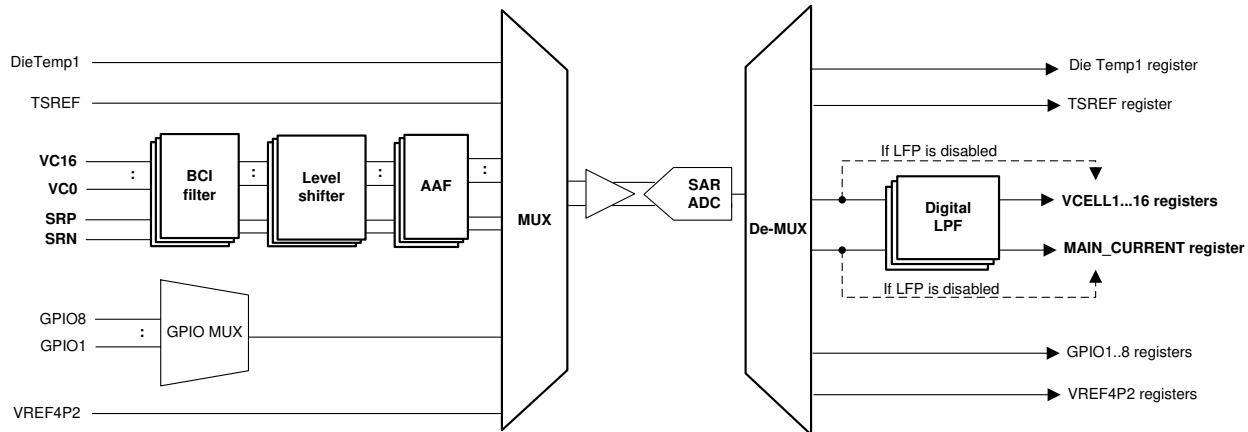 DieTemp1
TSREF
VC16
:
VC0
SRP
SRN
BCI
filter
:
Level
shifter
:
AAF
:
GPIO8
:
GPIO1
GPIO MUX
VREF4P2
MUX
SAR
ADC
De-MUX
Die Temp1 register
TSREF register
If LFP is disabled
Digital
LPF
VCELL1...16 registers
MAIN_CURRENT register
If LFP is disabled
GPIO1..8 registers
VREF4P2 registers